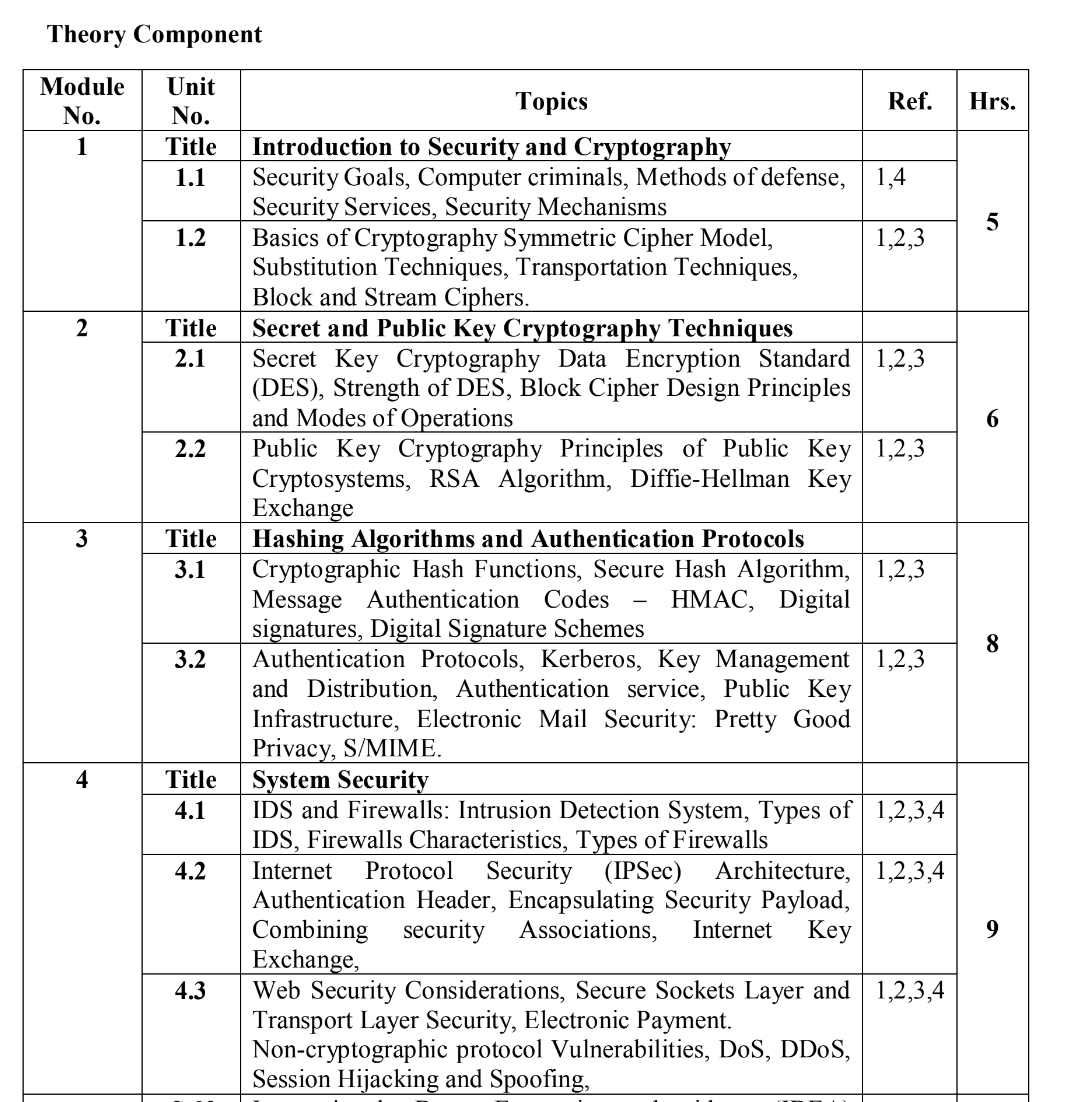 Theory Component
Module No. Unit No. Topics Ref. Hrs.
1 Title Introduction to Security and Cryptography
1.1 Security Goals, Computer criminals, Methods of defense, 1,4
Security Services, Security Mechanisms
5
1.2 Basics of Cryptography Symmetric Cipher Model, 1,2,3
Substitution Techniques, Transportation Techniques,
Block and Stream Ciphers.
2 Title Secret and Public Key Cryptography Techniques
2.1 Secret Key Cryptography Data Encryption Standard 1,2,3
(DES), Strength of DES, Block Cipher Design Principles
and Modes of Operations
6
2.2 Public Key Cryptography Principles of Public Key 1,2,3
Cryptosystems, RSA Algorithm, Diffie-Hellman Key
Exchange
3 Title Hashing Algorithms and Authentication Protocols
3.1 Cryptographic Hash Functions, Secure Hash Algorithm, 1,2,3
Message Authentication Codes – HMAC, Digital
signatures, Digital Signature Schemes
8
3.2 Authentication Protocols, Kerberos, Key Management 1,2,3
and Distribution, Authentication service, Public Key
Infrastructure, Electronic Mail Security: Pretty Good
Privacy, S/MIME.
4 Title System Security
4.1 IDS and Firewalls: Intrusion Detection System, Types of 1,2,3,4
IDS, Firewalls Characteristics, Types of Firewalls
4.2 Internet Protocol Security (IPSec) Architecture, 1,2,3,4
Authentication Header, Encapsulating Security Payload,
Combining security Associations, Internet Key 9
Exchange,
4.3 Web Security Considerations, Secure Sockets Layer and 1,2,3,4
Transport Layer Security, Electronic Payment.
Non-cryptographic protocol Vulnerabilities, DoS, DDoS,
Session Hijacking and Spoofing,